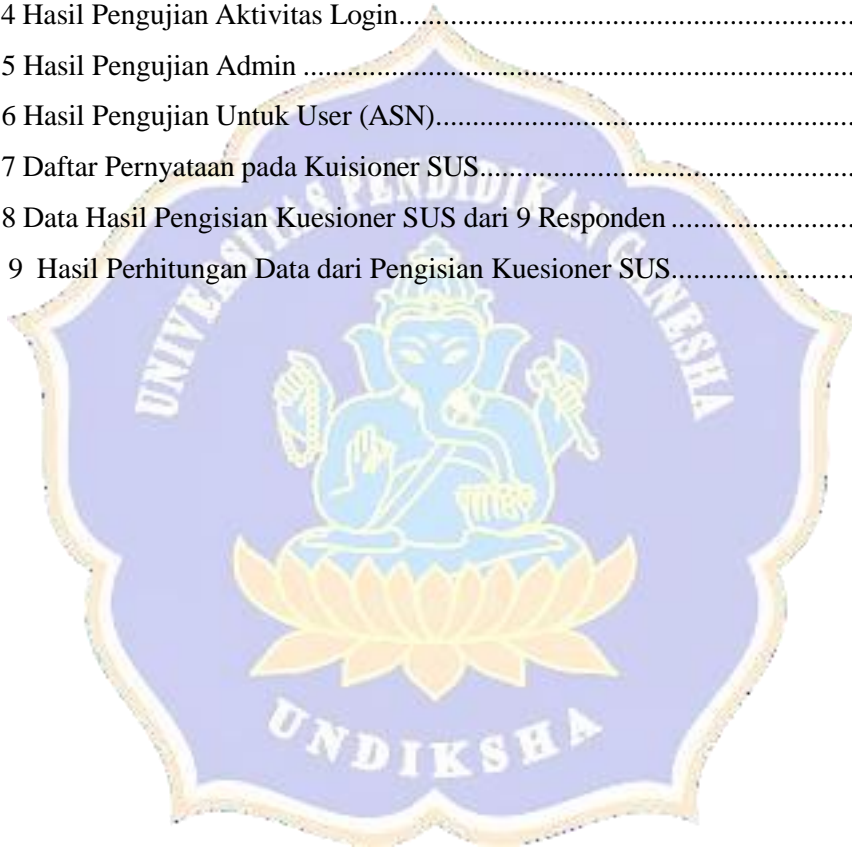 4 Hasil Pengujian Aktivitas Login............................................................
5 Hasil Pengujian Admin ............................................................
6 Hasil Pengujian Untuk User (ASN)............................................................
7 Daftar Pernyataan pada Kuisioner SUS............................................................
8 Data Hasil Pengisian Kuesioner SUS dari 9 Responden ........................
9 Hasil Perhitungan Data dari Pengisian Kuesioner SUS........................
UNIVERSITAS PENDIDIKAN GANESHA
UNDIKSHA